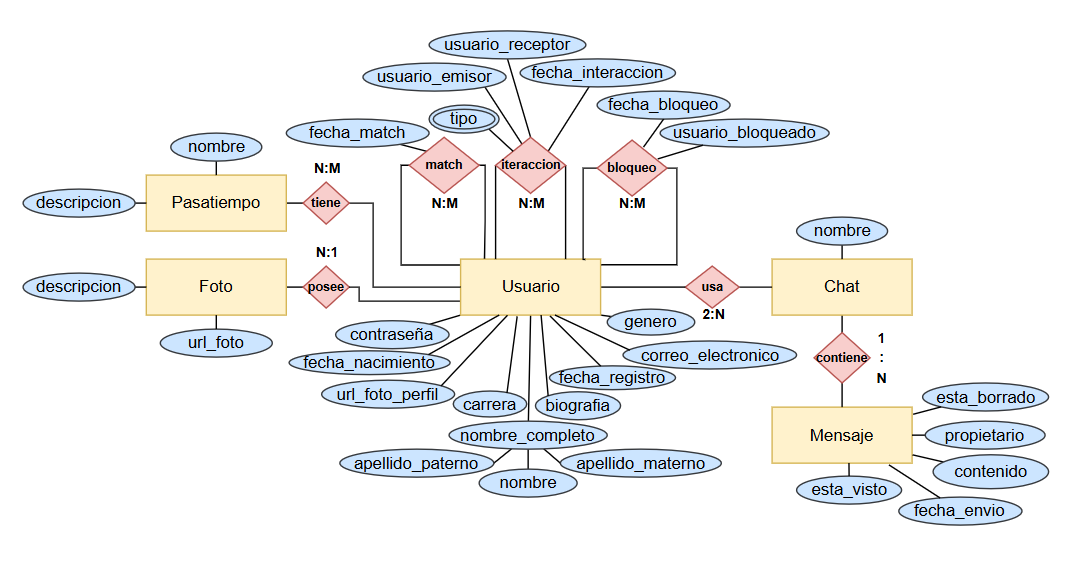 usuario_receptor
usuario_emisor
fecha_interaccion
fecha_bloqueo
tipo
fecha_match
usuario_bloqueado
nombre
match
iteraccion
bloqueo
N:M
N:M
N:M
N:M
descripcion
Pasatiempo
tiene
nombre
N:1
descripcion
Foto
posee
Usuario
usa
Chat
2:N
url_foto
contraseña
genero
fecha_nacimiento
correo_electronico
url_foto_perfil
fecha_registro
carrera
biografia
nombre_completo
apellido_paterno
nombre
apellido_materno
contiene
1
:
N
esta_borrado
Mensaje
propietario
contenido
esta_visto
fecha_envio